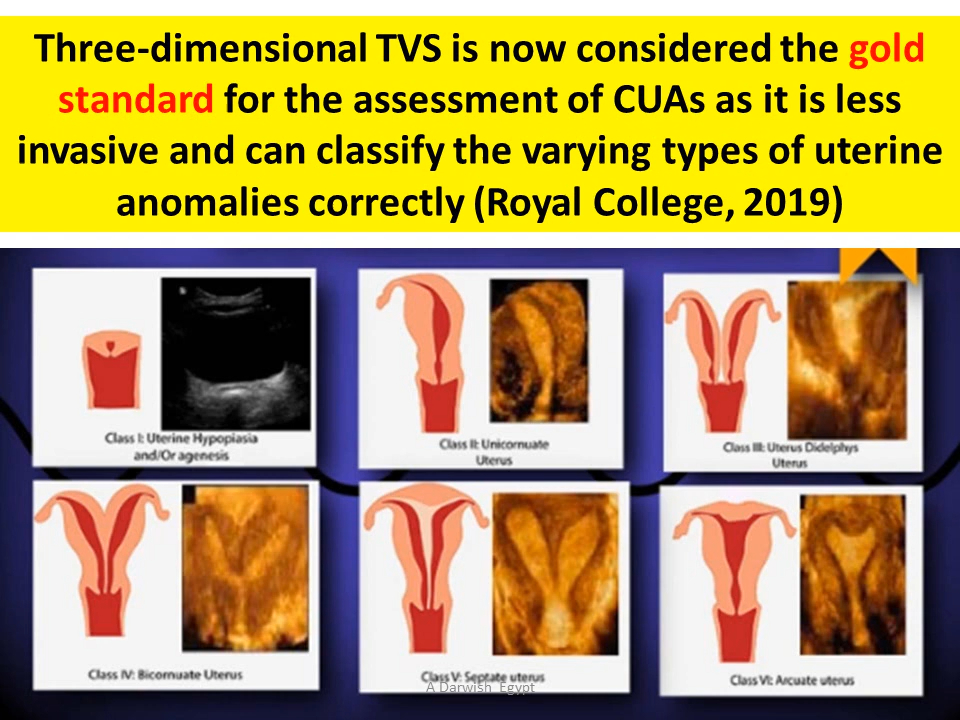 Three-dimensional TVS is now considered the gold
standard for the assessment of CUAs as it is less
invasive and can classify the varying types of uterine
anomalies correctly (Royal College, 2019)
Class I: Uterine Hypopiasia
and/Or agenesis
Class II: Unicornuate
Uterus
Class III: Uterus Didelphys
Uterus
Class IV: Bicornuate Uterus
Class V: Septate uterus
Class VI: Arcuate uterus
A Darwish Egypt